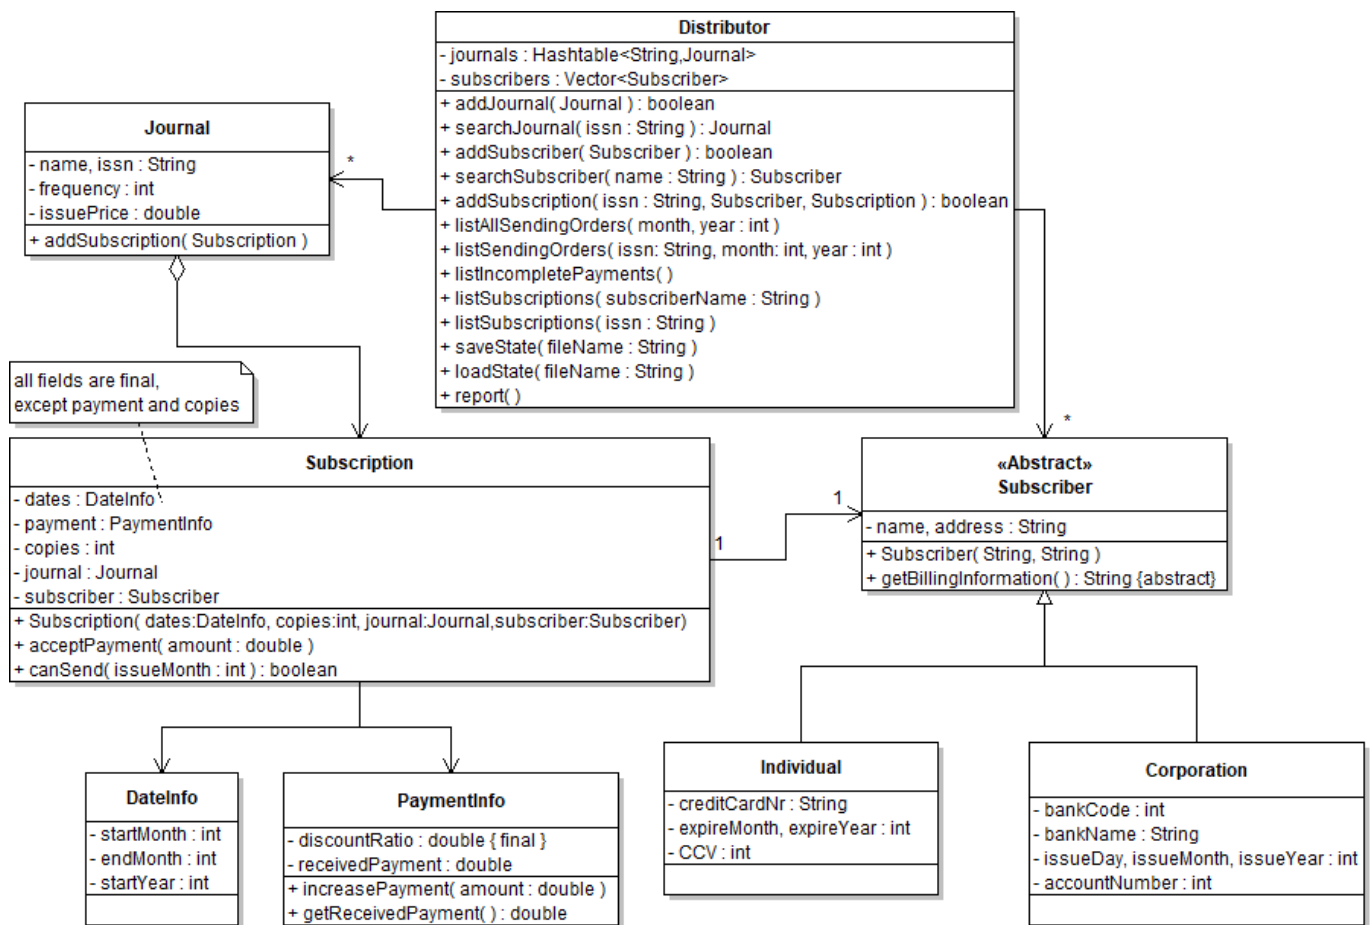 Distributor
- journals : Hashtable<String,Journal>
- subscribers : Vector<Subscriber>
+ addJournal( Journal ) : boolean
+ searchJournal( issn : String ) : Journal
+ addSubscriber( Subscriber ) : boolean
+ searchSubscriber( name : String ) : Subscriber
+ addSubscription( issn : String, Subscriber, Subscription ) : boolean
+ listAllSendingOrders( month, year : int )
+ listSendingOrders( issn: String, month: int, year : int )
+ listIncompletePayments( )
+ listSubscriptions( subscriberName : String )
+ listSubscriptions( issn : String )
+ saveState( fileName : String )
+ loadState( fileName : String )
+ report( )
Journal
- name, issn : String
- frequency : int
- issuePrice : double
+ addSubscription( Subscription )
*
*
all fields are final,
except payment and copies
Subscription
- dates : DateInfo
- payment : PaymentInfo
- copies : int
- journal : Journal
- subscriber : Subscriber
+ Subscription( dates:DateInfo, copies:int, journal:Journal,subscriber:Subscriber)
+ acceptPayment( amount : double )
+ canSend( issueMonth : int ) : boolean
1
1
«Abstract»
Subscriber
- name, address : String
+ Subscriber( String, String )
+ getBillingInformation( ) : String {abstract}
DateInfo
- startMonth : int
- endMonth : int
- startYear : int
PaymentInfo
- discountRatio : double { final }
- receivedPayment : double
+ increasePayment( amount : double )
+ getReceivedPayment( ) : double
Individual
- creditCardNr : String
- expireMonth, expireYear : int
- CCV : int
Corporation
- bankCode : int
- bankName : String
- issueDay, issueMonth, issueYear : int
- accountNumber : int